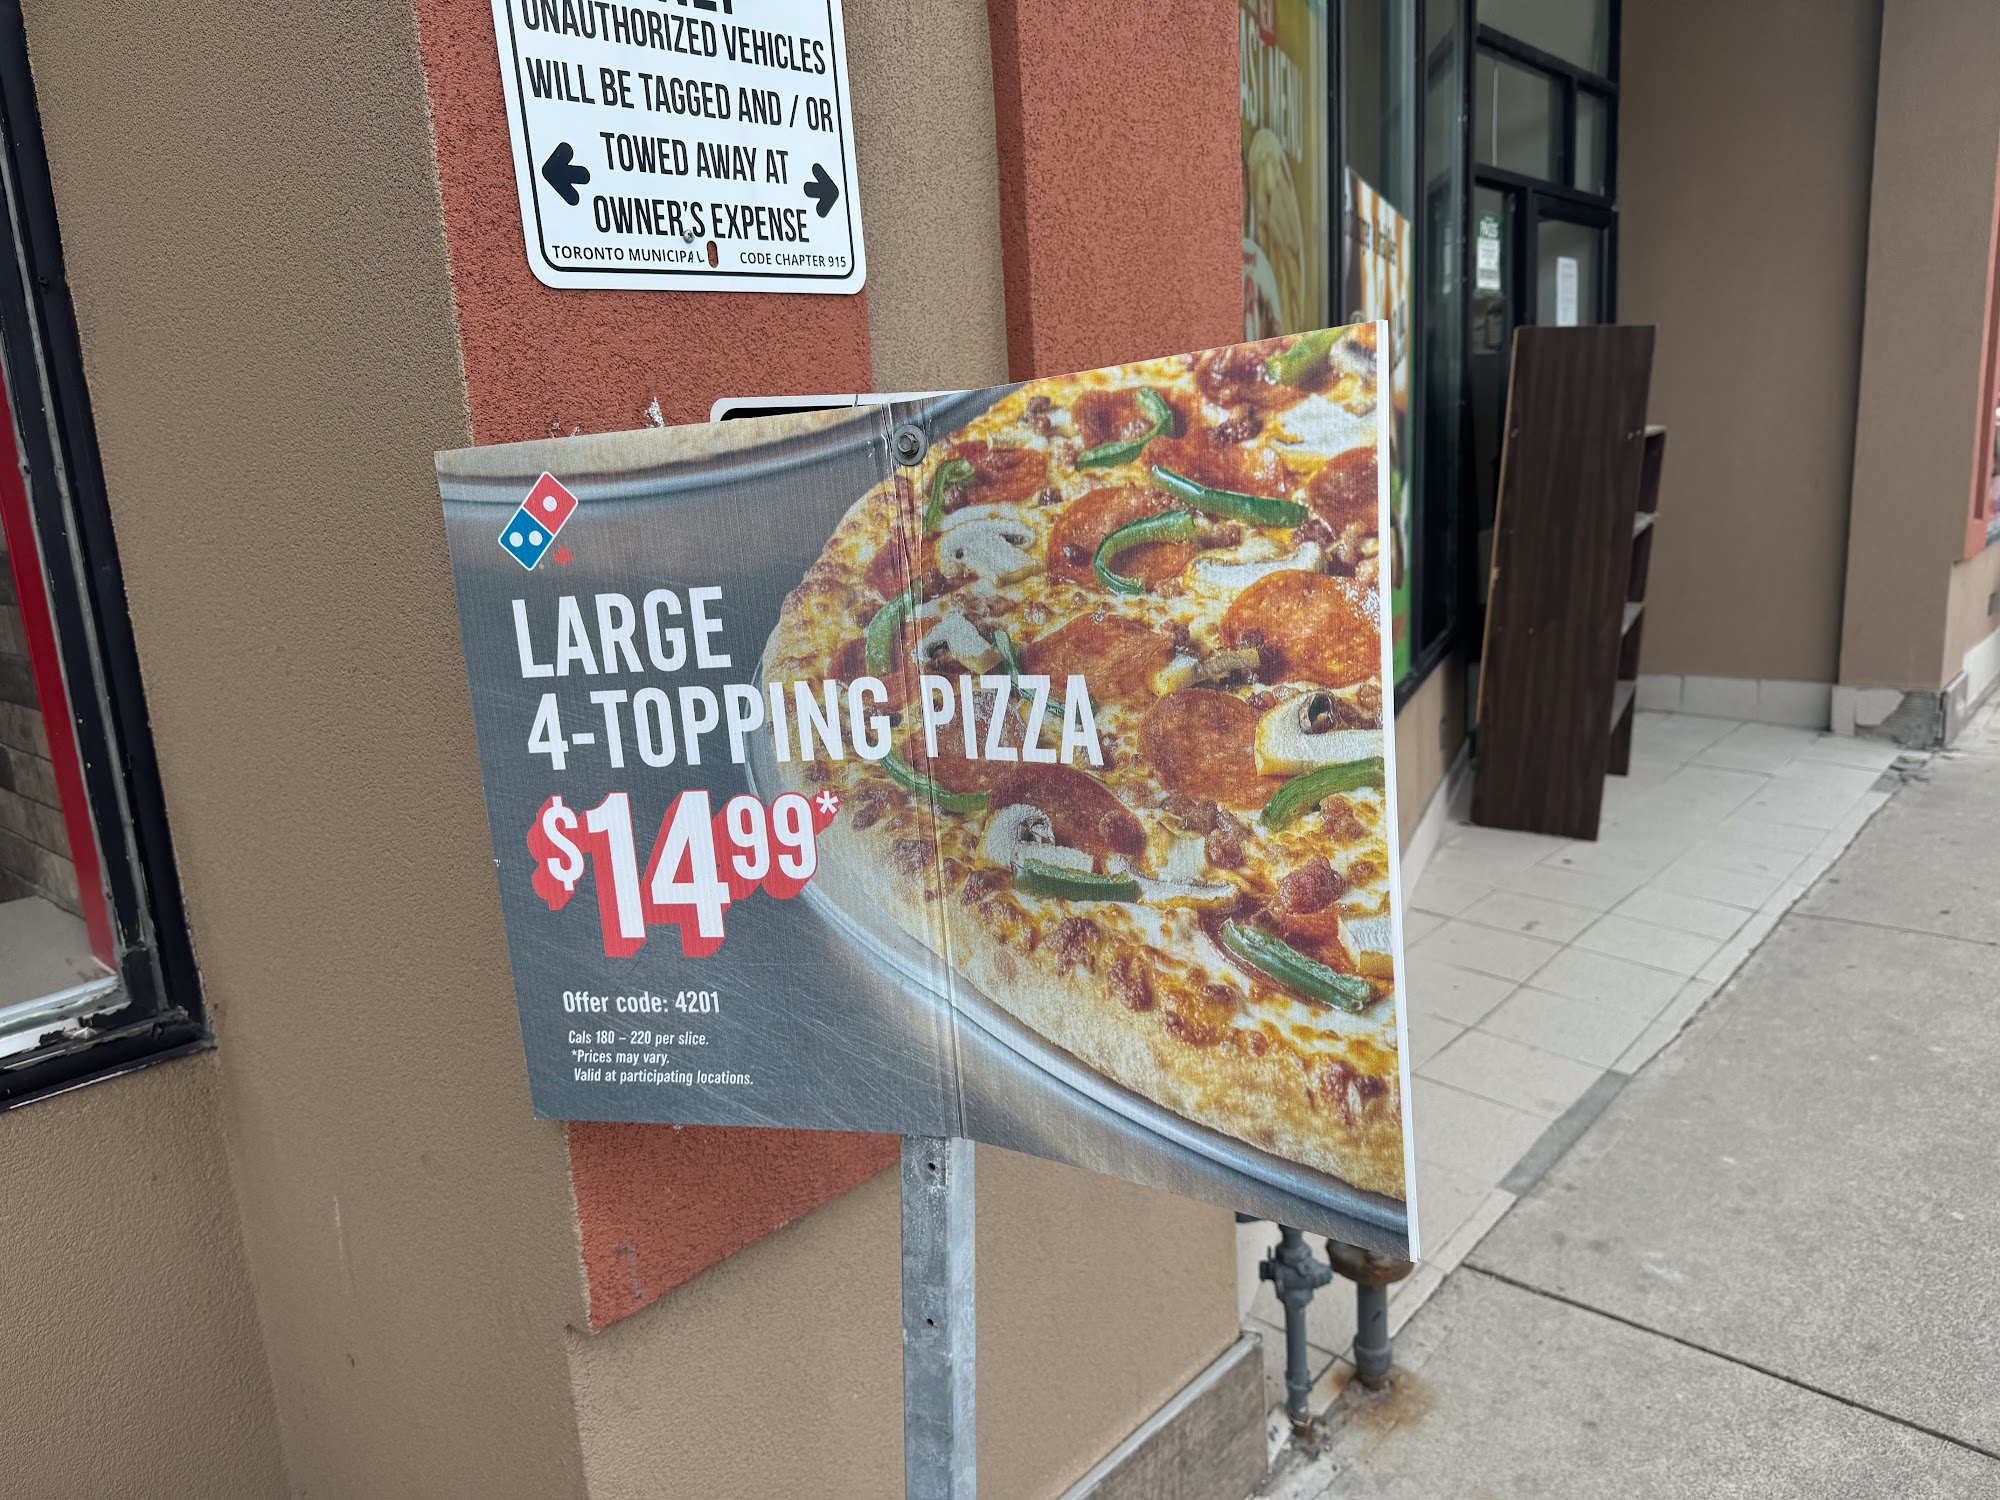 UNAUTHORIZED VEHICLES
WILL BE TAGGED AND / OR
TOWED AWAY AT
OWNER'S EXPENSE
TORONTO MUNICIPAL CODE CHAPTER 915
LARGE
4-TOPPING PIZZA
$1499*
Offer code: 4201
Cals 180 – 220 per slice.
*Prices may vary.
Valid at participating locations.
MENU